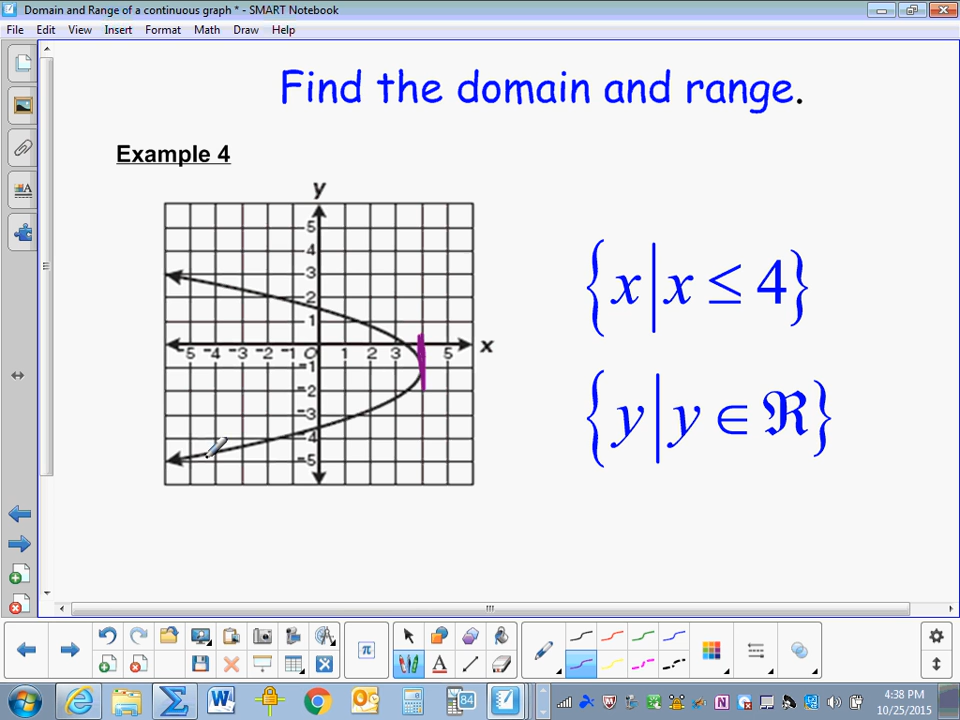 Domain and Range of a continuous graph * - SMART Notebook
File Edit View Insert Format Math Draw Help
Find the domain and range.
Example 4
y
5
4
3
2
1
-5 -4 -3 -2 -1 O 1 2 3 5 x
-1
-2
-3
-4
-5
{x|x ≤ 4}
{y|y ∈ ℜ}
π
A
W
84
N
4:38 PM
10/25/2015